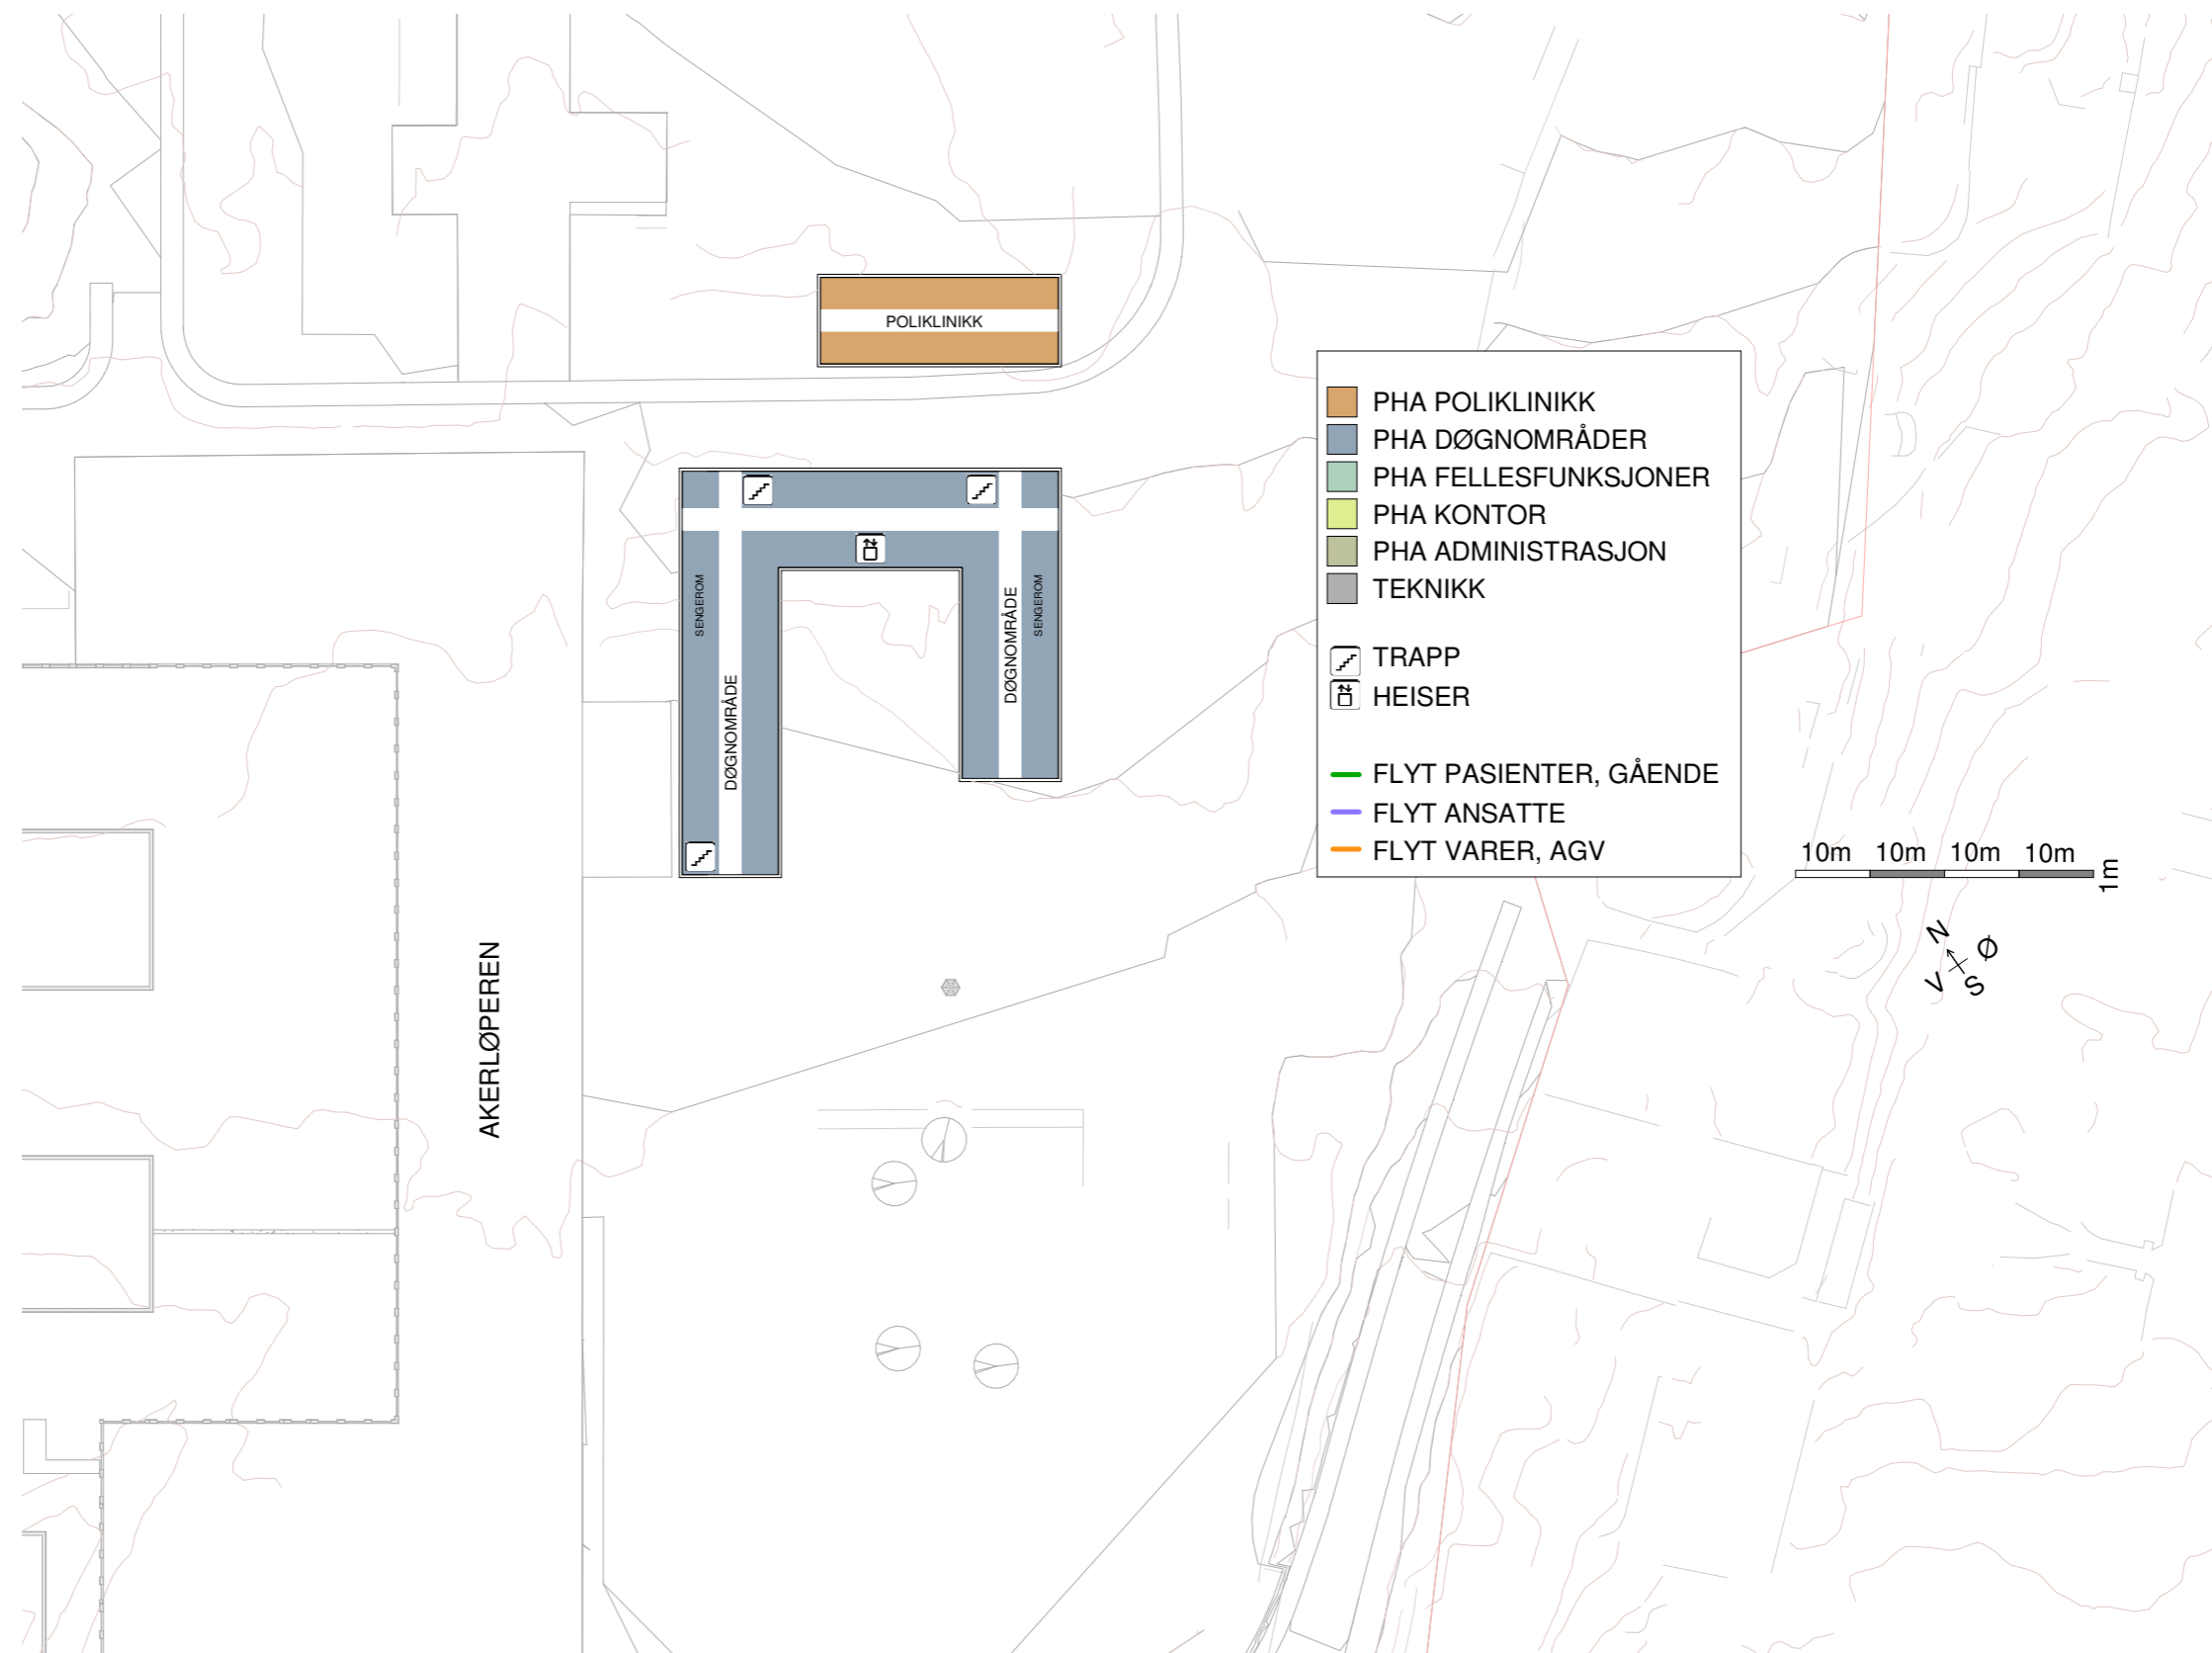 POLIKLINIKK
SENGEROM
DØGNOMRÅDE
DØGNOMRÅDE
SENGEROM
AKERLØPEREN
PHA POLIKLINIKK
PHA DØGNOMRÅDER
PHA FELLESFUNKSJONER
PHA KONTOR
PHA ADMINISTRASJON
TEKNIKK
TRAPP
HEISER
FLYT PASIENTER, GÅENDE
FLYT ANSATTE
FLYT VARER, AGV
10m 10m 10m 10m
1m
N
Ø
V
S